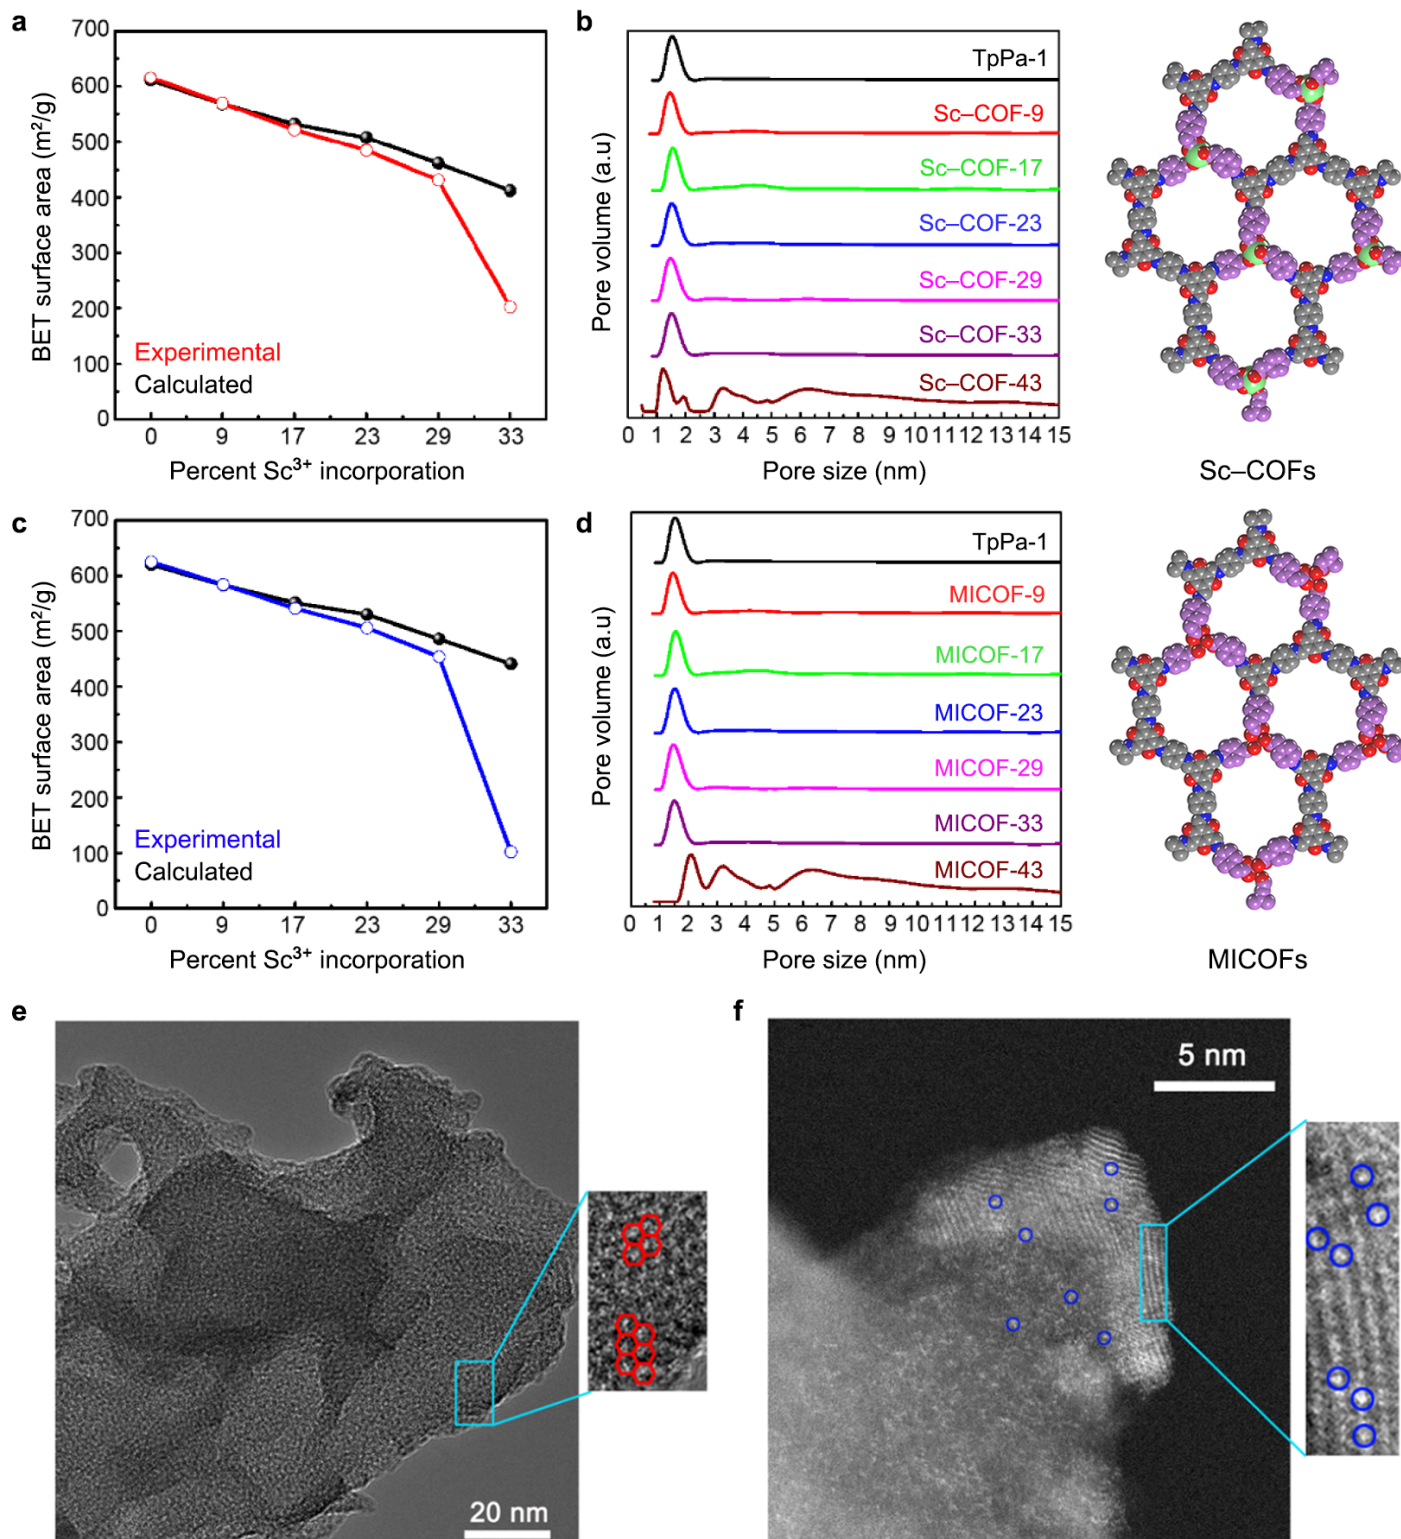 a
700
600
500
400
300
200
100
0
BET surface area (m²/g)
Experimental
Calculated
0 9 17 23 29 33
Percent Sc³⁺ incorporation
b
Pore volume (a.u)
TpPa-1
Sc–COF-9
Sc–COF-17
Sc–COF-23
Sc–COF-29
Sc–COF-33
Sc–COF-43
0 1 2 3 4 5 6 7 8 9 10 11 12 13 14 15
Pore size (nm)
Sc–COFs
c
700
600
500
400
300
200
100
0
BET surface area (m²/g)
Experimental
Calculated
0 9 17 23 29 33
Percent Sc³⁺ incorporation
d
Pore volume (a.u)
TpPa-1
MICOF-9
MICOF-17
MICOF-23
MICOF-29
MICOF-33
MICOF-43
0 1 2 3 4 5 6 7 8 9 10 11 12 13 14 15
Pore size (nm)
MICOFs
e
20 nm
f
5 nm